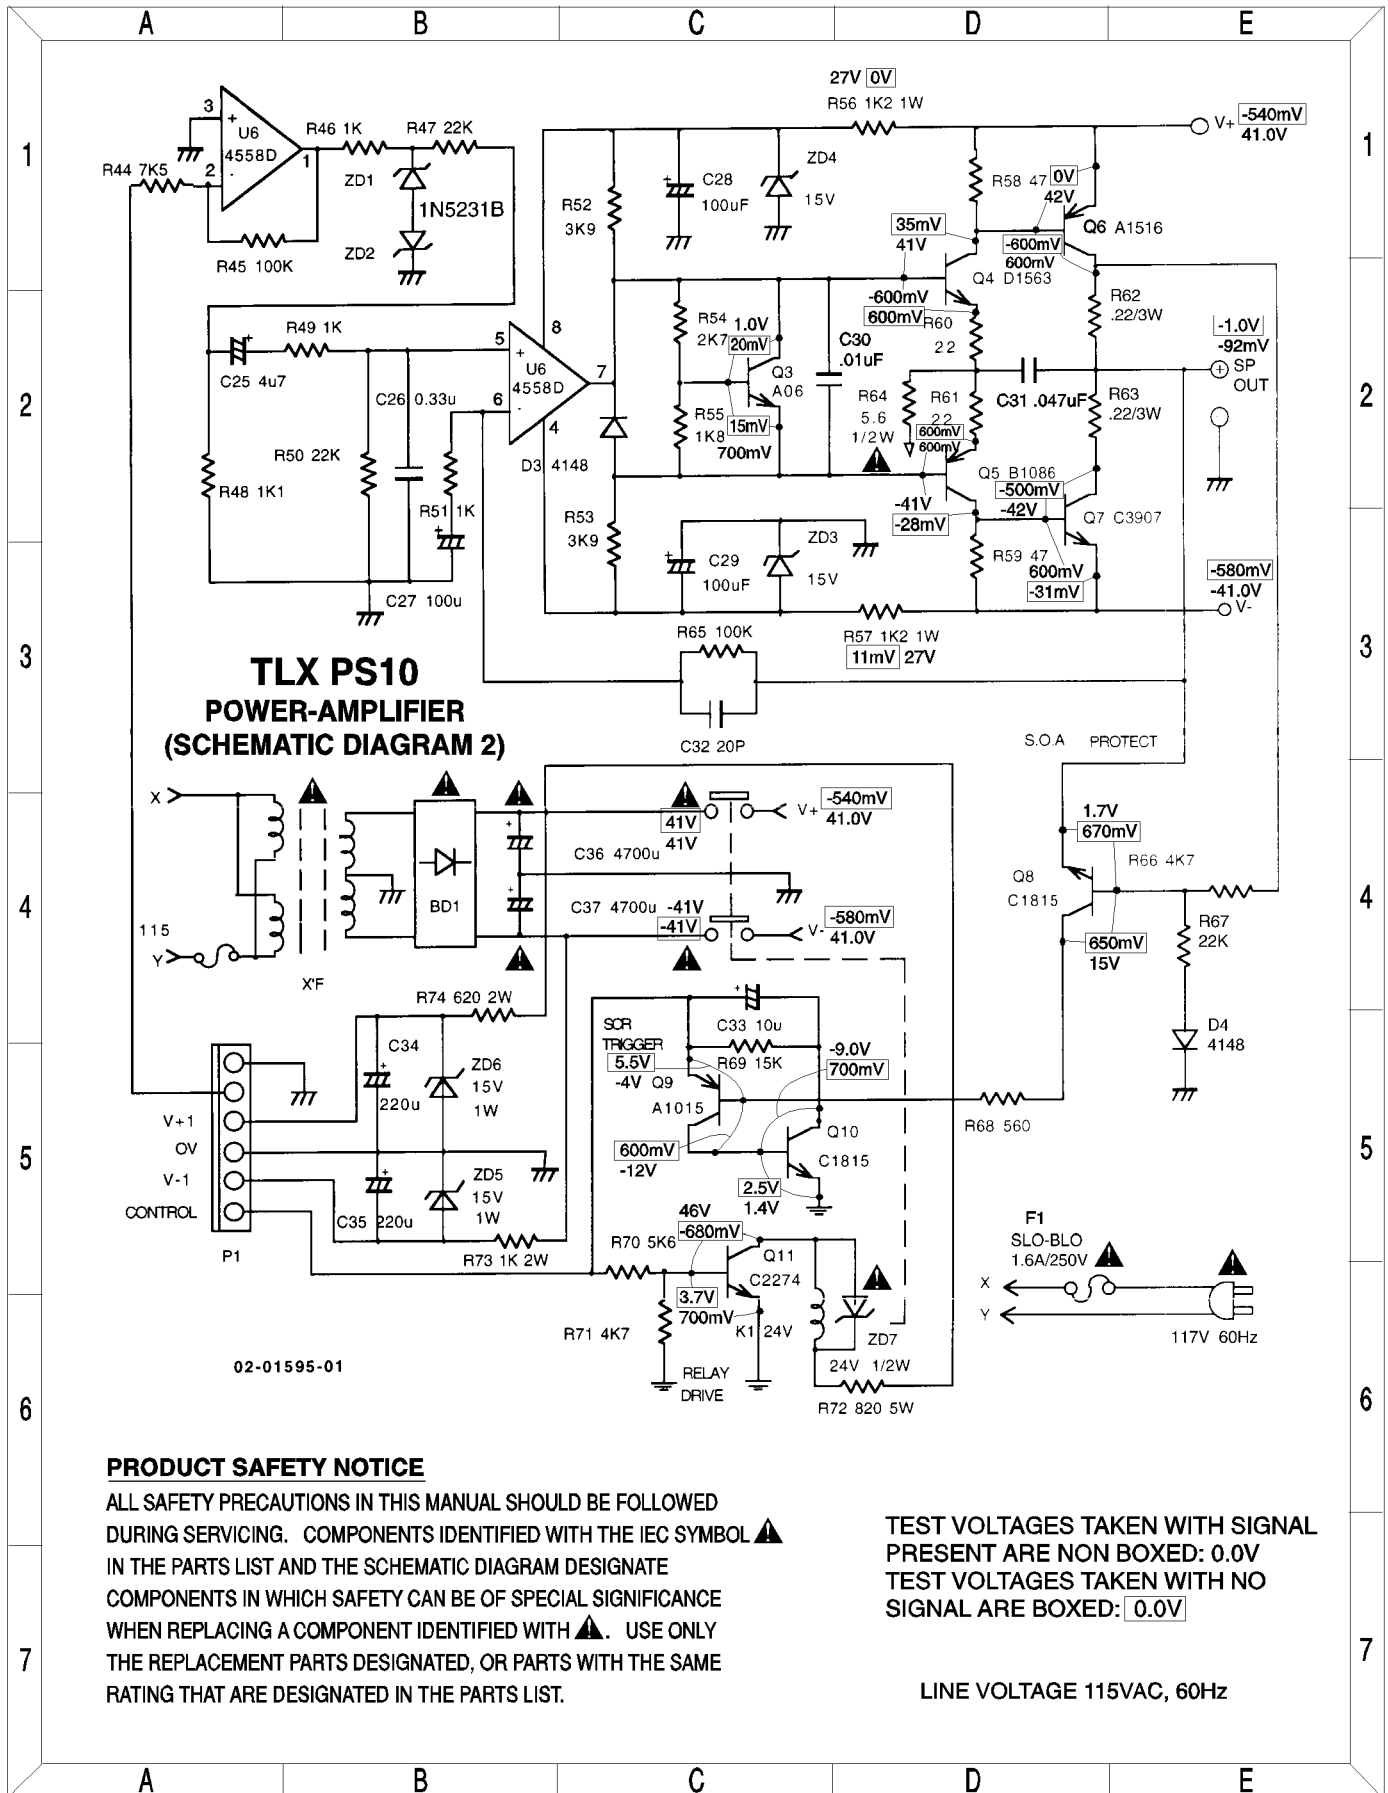 A B C D E
27V 0V
R56 1K2 1W
V+ -540mV
41.0V
1 1
3
+
U6
4558D
1
2
-
R44 7K5
R46 1K
R47 22K
ZD1
1N5231B
ZD2
R45 100K
R52
3K9
+
C28
100uF
ZD4
15V
R58 47
0V
42V
Q6 A1516
35mV
41V
-600mV
600mV
Q4 D1563
-600mV
600mV
R60
22
R62
.22/3W
R49 1K
+
C25 4u7
5
+
8
U6
4558D
7
6
-
4
R54
2K7
1.0V
20mV
Q3
A06
C30
.01uF
-1.0V
-92mV
+ SP
OUT
2 2
C26 0.33u
R50 22K
R48 1K1
R51 1K
+
C27 100u
D3 4148
R55
1K8
15mV
700mV
R64
5.6
1/2W
R61
22
600mV
600mV
C31 .047uF
R63
.22/3W
Q5 B1086
-500mV
-42V
-41V
-28mV
Q7 C3907
R53
3K9
+
C29
100uF
ZD3
15V
R59 47
600mV
-31mV
-580mV
-41.0V
V-
R65 100K
R57 1K2 1W
11mV 27V
3 3
TLX PS10
POWER-AMPLIFIER
(SCHEMATIC DIAGRAM 2)
C32 20P
S.O.A PROTECT
X
115
Y
X'F
BD1
+
+
C36 4700u
C37 4700u
41V
41V
-41V
-41V
V+
-540mV
41.0V
V-
-580mV
41.0V
1.7V
670mV
R66 4K7
Q8
C1815
650mV
15V
R67
22K
D4
4148
4 4
R74 620 2W
+
C34
220u
ZD6
15V
1W
SCR
TRIGGER
5.5V
-4V
+
C33 10u
R69 15K
Q9
A1015
-9.0V
700mV
600mV
-12V
Q10
C1815
2.5V
1.4V
R68 560
V+1
OV
V-1
CONTROL
P1
+
C35 220u
ZD5
15V
1W
R73 1K 2W
5 5
R70 5K6
46V
-680mV
Q11
C2274
3.7V
700mV
K1 24V
R71 4K7
RELAY
DRIVE
ZD7
24V 1/2W
R72 820 5W
F1
SLO-BLO
1.6A/250V
X
Y
117V 60Hz
02-01595-01
6 6
PRODUCT SAFETY NOTICE
ALL SAFETY PRECAUTIONS IN THIS MANUAL SHOULD BE FOLLOWED
DURING SERVICING. COMPONENTS IDENTIFIED WITH THE IEC SYMBOL
IN THE PARTS LIST AND THE SCHEMATIC DIAGRAM DESIGNATE
COMPONENTS IN WHICH SAFETY CAN BE OF SPECIAL SIGNIFICANCE
WHEN REPLACING A COMPONENT IDENTIFIED WITH . USE ONLY
THE REPLACEMENT PARTS DESIGNATED, OR PARTS WITH THE SAME
RATING THAT ARE DESIGNATED IN THE PARTS LIST.
TEST VOLTAGES TAKEN WITH SIGNAL
PRESENT ARE NON BOXED: 0.0V
TEST VOLTAGES TAKEN WITH NO
SIGNAL ARE BOXED: 0.0V
LINE VOLTAGE 115VAC, 60Hz
7 7
A B C D E